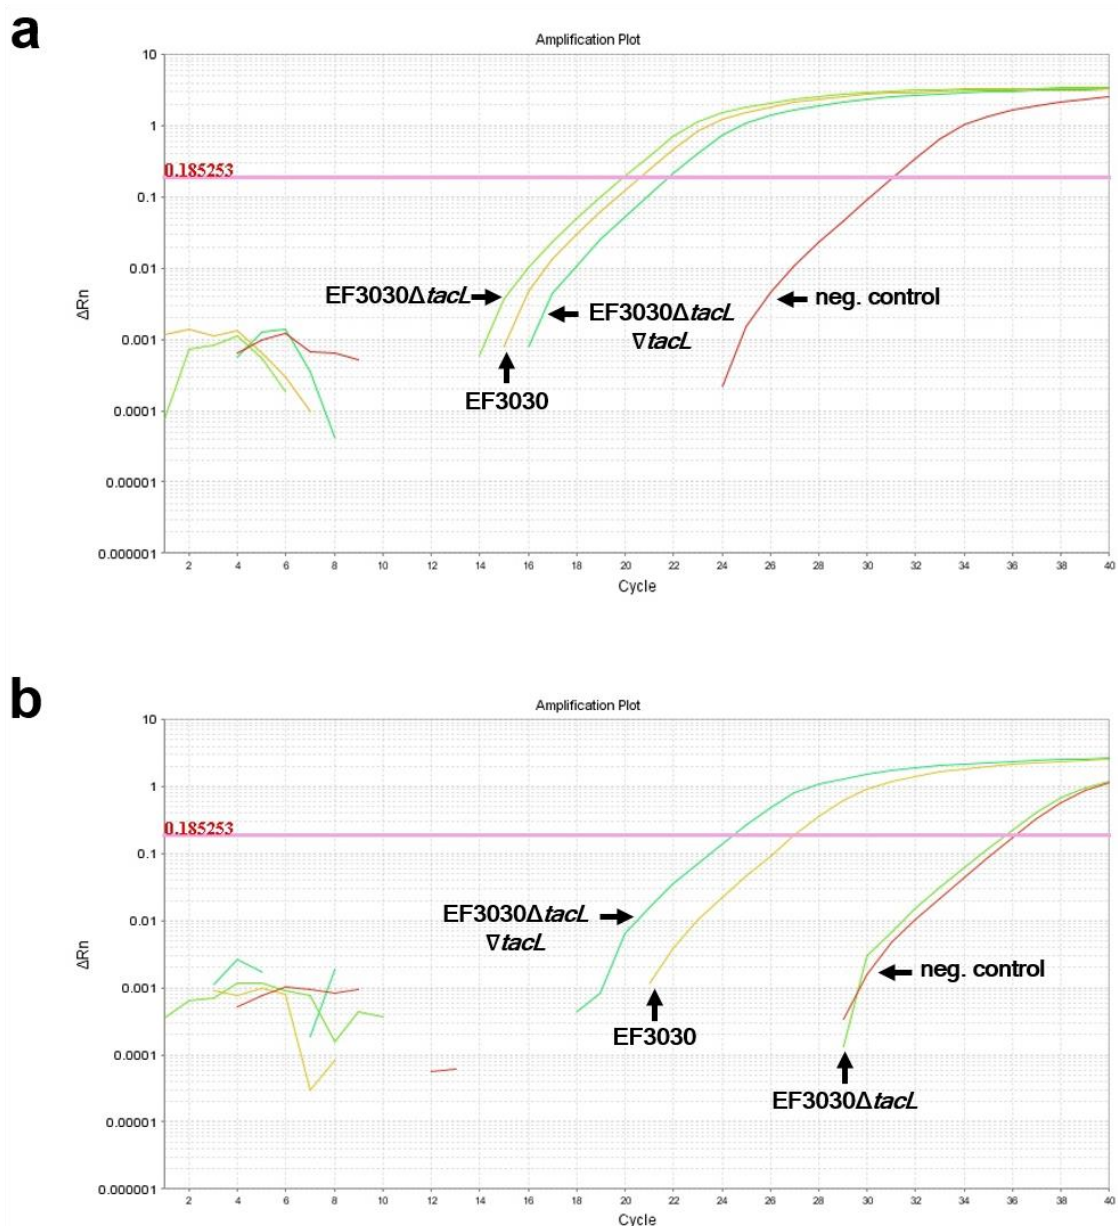 a
Amplification Plot
10
1
0.185253
0.1
0.01
EF3030ΔtacL
EF3030ΔtacL
∇tacL
neg. control
ΔRn
0.001
EF3030
0.0001
0.00001
0.000001
2 4 6 8 10 12 14 16 18 20 22 24 26 28 30 32 34 36 38 40
Cycle
b
Amplification Plot
10
1
0.185253
0.1
EF3030ΔtacL
∇tacL
0.01
neg. control
ΔRn
0.001
EF3030
0.0001
EF3030ΔtacL
0.00001
0.000001
2 4 6 8 10 12 14 16 18 20 22 24 26 28 30 32 34 36 38 40
Cycle